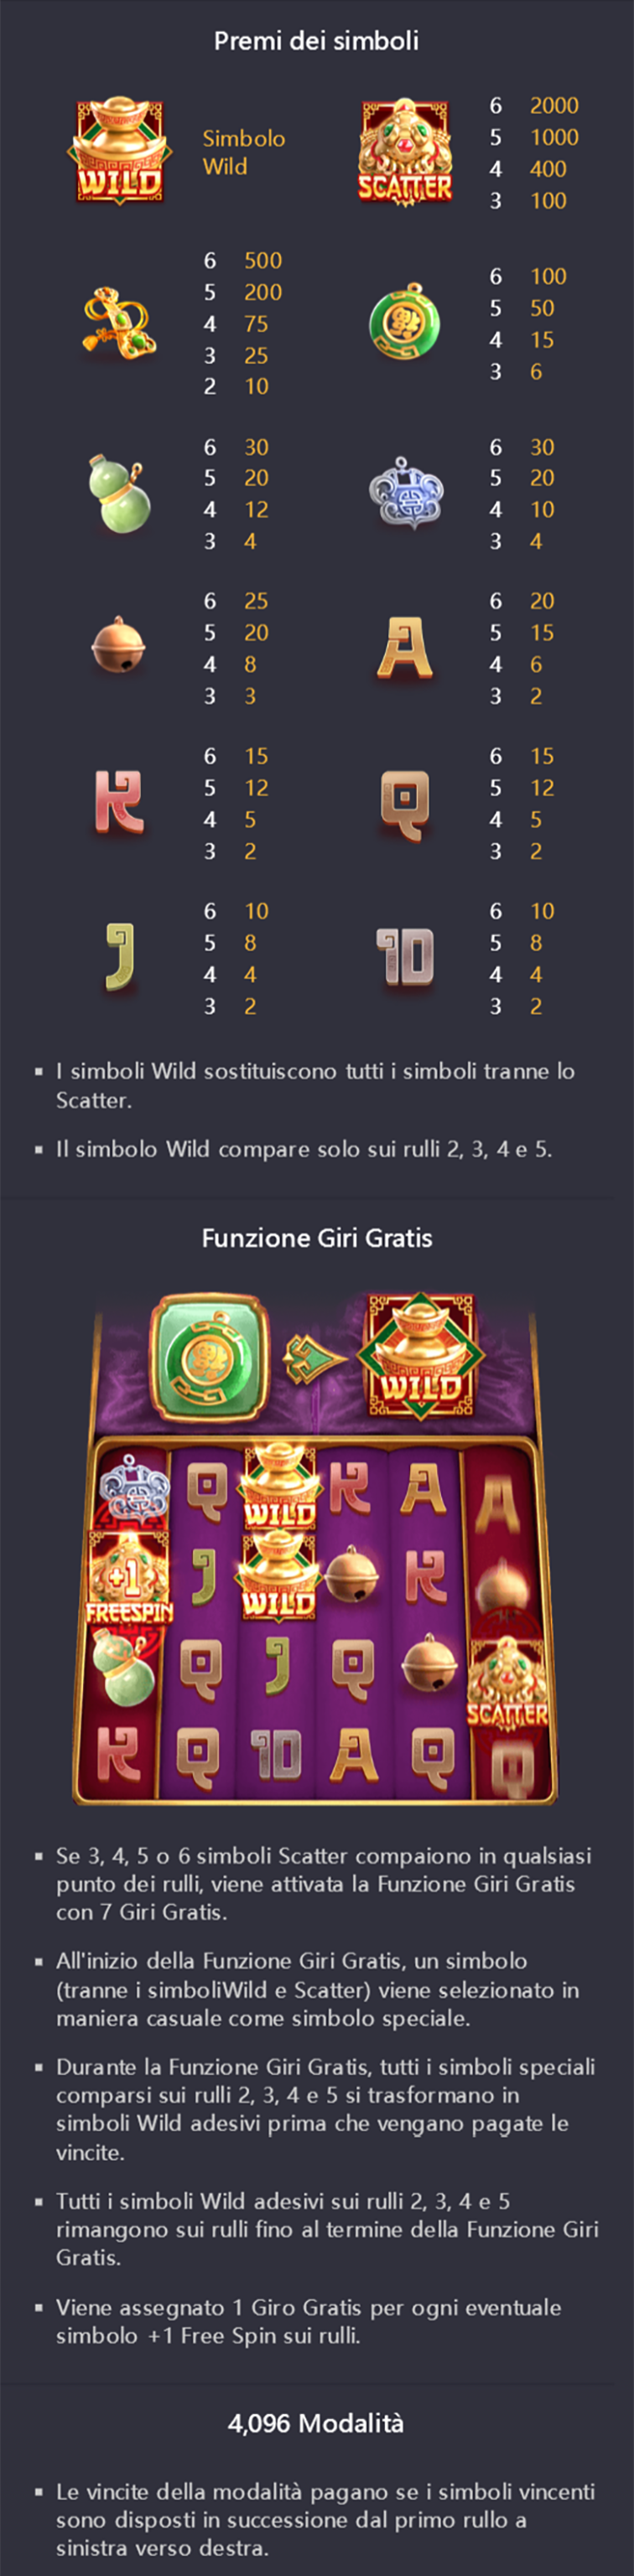 Premi dei simboli
WILD
Simbolo
Wild
SCATTER
6 2000
5 1000
4 400
3 100
6 500
5 200
4 75
3 25
2 10
6 100
5 50
4 15
3 6
6 30
5 20
4 12
3 4
6 30
5 20
4 10
3 4
6 25
5 20
4 8
3 3
A
6 20
5 15
4 6
3 2
K
6 15
5 12
4 5
3 2
Q
6 15
5 12
4 5
3 2
J
6 10
5 8
4 4
3 2
10
6 10
5 8
4 4
3 2
▪ I simboli Wild sostituiscono tutti i simboli tranne lo
Scatter.
▪ Il simbolo Wild compare solo sui rulli 2, 3, 4 e 5.
Funzione Giri Gratis
WILD
Q WILD K A A
+1
FREESPIN J WILD K
Q J Q SCATTER
K Q 10 A Q Q
▪ Se 3, 4, 5 o 6 simboli Scatter compaiono in qualsiasi
punto dei rulli, viene attivata la Funzione Giri Gratis
con 7 Giri Gratis.
▪ All'inizio della Funzione Giri Gratis, un simbolo
(tranne i simboliWild e Scatter) viene selezionato in
maniera casuale come simbolo speciale.
▪ Durante la Funzione Giri Gratis, tutti i simboli speciali
comparsi sui rulli 2, 3, 4 e 5 si trasformano in
simboli Wild adesivi prima che vengano pagate le
vincite.
▪ Tutti i simboli Wild adesivi sui rulli 2, 3, 4 e 5
rimangono sui rulli fino al termine della Funzione Giri
Gratis.
▪ Viene assegnato 1 Giro Gratis per ogni eventuale
simbolo +1 Free Spin sui rulli.
4,096 Modalità
▪ Le vincite della modalità pagano se i simboli vincenti
sono disposti in successione dal primo rullo a
sinistra verso destra.